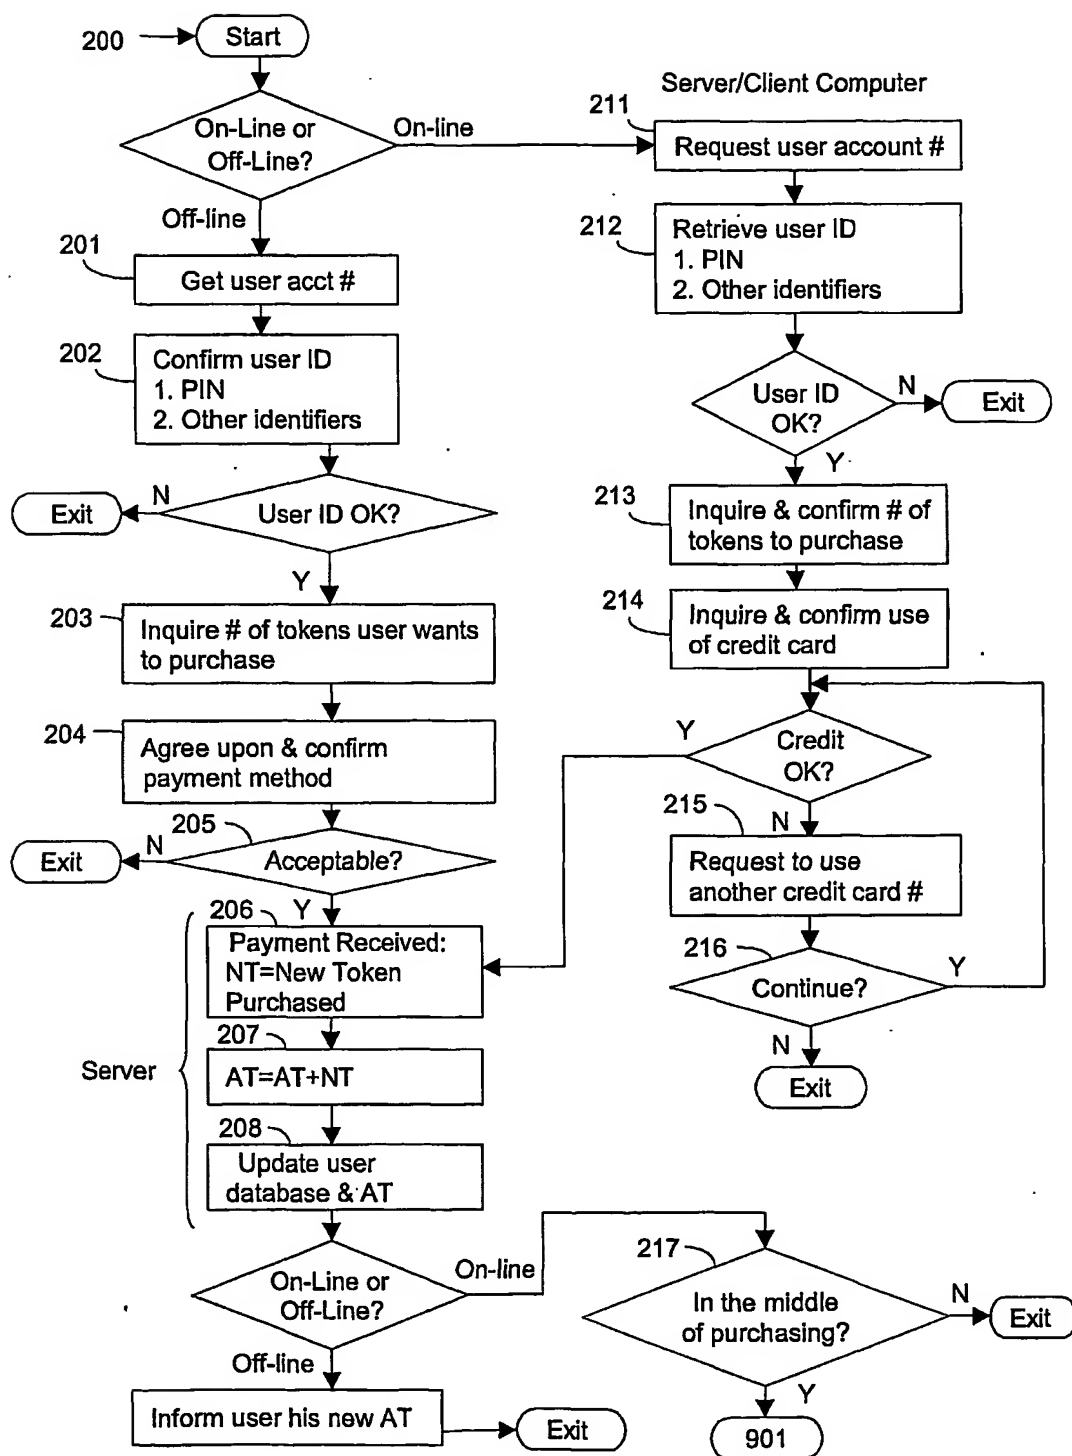 200
Start
Server/Client Computer
On-Line or
Off-Line?
On-line
Off-line
211
Request user account #
212
Retrieve user ID
1. PIN
2. Other identifiers
201
Get user acct #
202
Confirm user ID
1. PIN
2. Other identifiers
User ID
OK?
N
Exit
Y
User ID OK?
N
Exit
Y
213
Inquire & confirm # of
tokens to purchase
214
Inquire & confirm use
of credit card
203
Inquire # of tokens user wants
to purchase
204
Agree upon & confirm
payment method
Credit
OK?
Y
N
205
Acceptable?
N
Exit
Y
215
Request to use
another credit card #
216
Continue?
Y
N
Exit
Server
206
Payment Received:
NT=New Token
Purchased
207
AT=AT+NT
208
Update user
database & AT
On-Line or
Off-Line?
On-line
Off-line
217
In the middle
of purchasing?
N
Exit
Y
901
Inform user his new AT
Exit